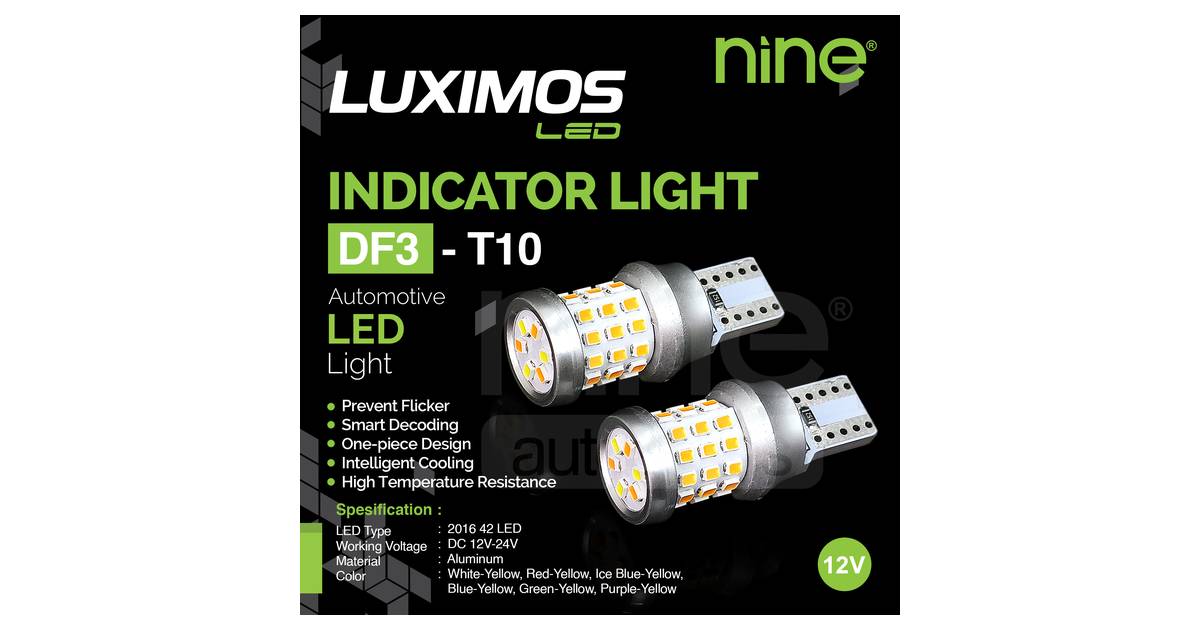 nine®
LUXIMOS
LED
INDICATOR LIGHT
DF3 - T10
Automotive
LED
Light
Prevent Flicker
Smart Decoding
One-piece Design
Intelligent Cooling
High Temperature Resistance
Spesification :
LED Type : 2016 42 LED
Working Voltage : DC 12V-24V
Material : Aluminum
Color : White-Yellow, Red-Yellow, Ice Blue-Yellow,
Blue-Yellow, Green-Yellow, Purple-Yellow
12V
nine®